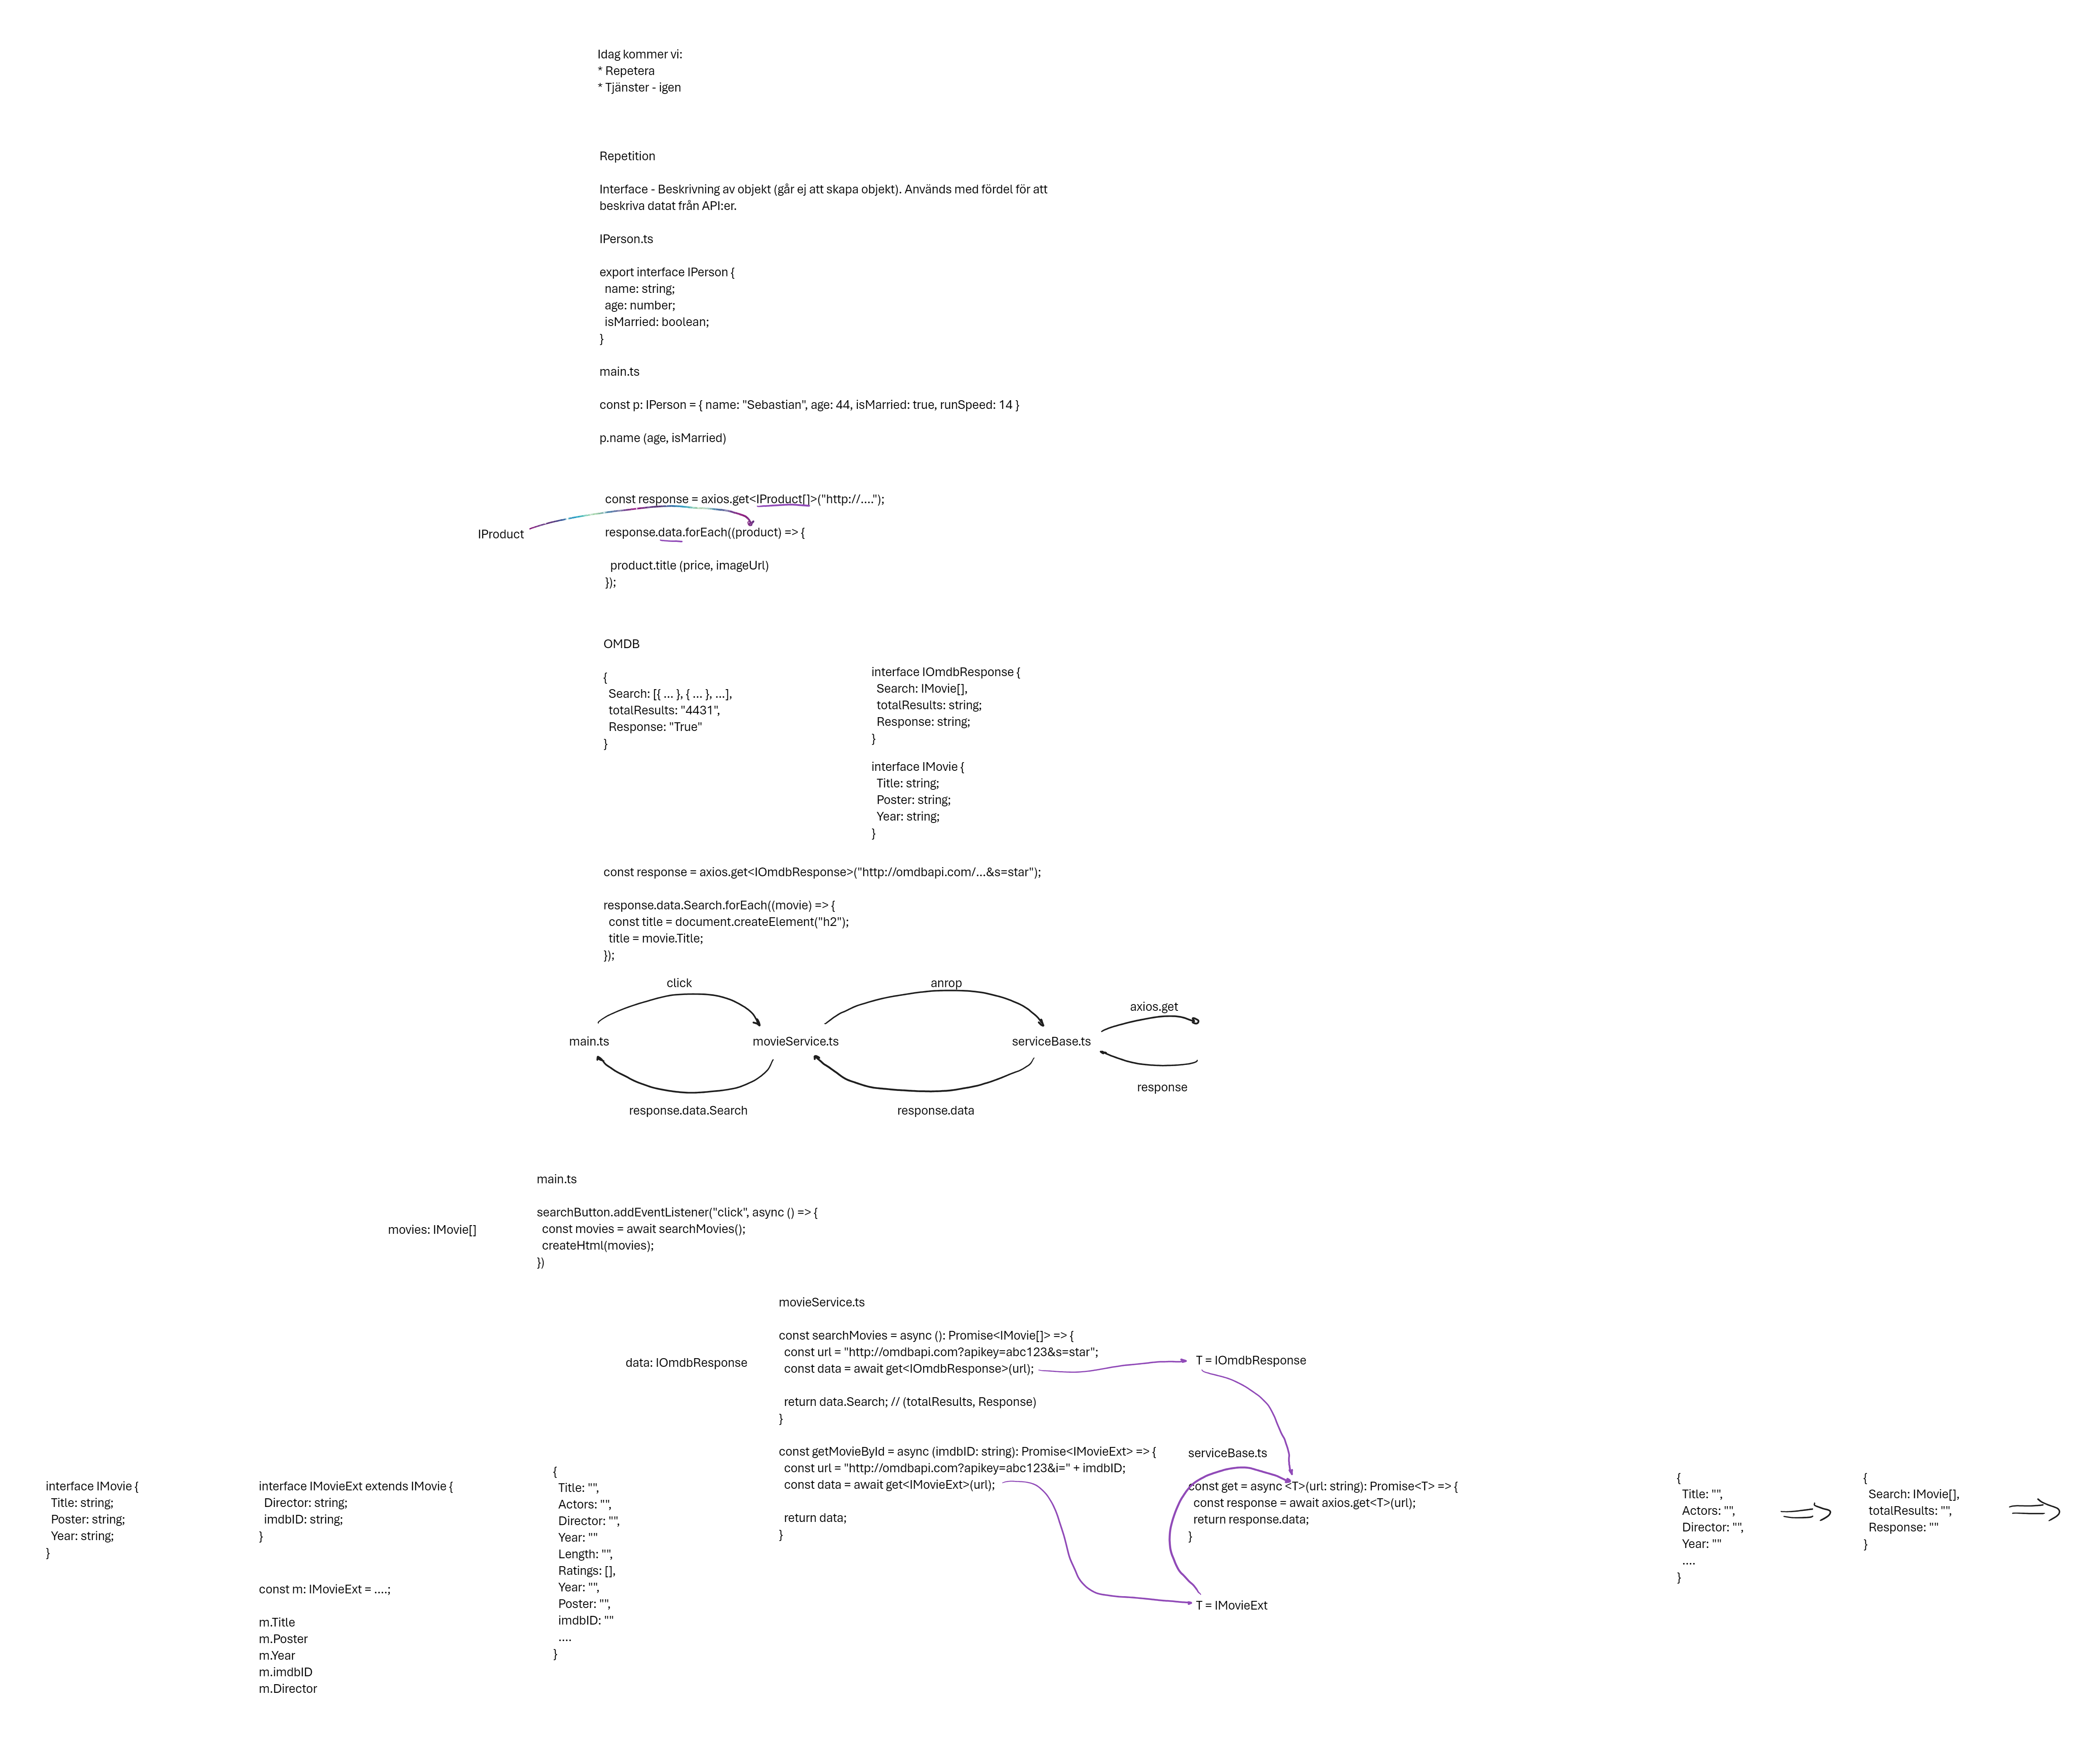 Idag kommer vi:
* Repetera
* Tjänster - igen
Repetition
Interface - Beskrivning av objekt (går ej att skapa objekt). Används med fördel för att
beskriva datat från API:er.
IPerson.ts
export interface IPerson {
name: string;
age: number;
isMarried: boolean;
}
main.ts
const p: IPerson = { name: "Sebastian", age: 44, isMarried: true, runSpeed: 14 }
p.name (age, isMarried)
const response = axios.get<IProduct[]>("http://....");
IProduct
response.data.forEach((product) => {
product.title (price, imageUrl)
});
OMDB
{
Search: [{ ... }, { ... }, ...],
totalResults: "4431",
Response: "True"
}
interface IOmdbResponse {
Search: IMovie[],
totalResults: string;
Response: string;
}
interface IMovie {
Title: string;
Poster: string;
Year: string;
}
const response = axios.get<IOmdbResponse>("http://omdbapi.com/...&s=star");
response.data.Search.forEach((movie) => {
const title = document.createElement("h2");
title = movie.Title;
});
click
anrop
axios.get
main.ts
movieService.ts
serviceBase.ts
response
response.data.Search
response.data
main.ts
searchButton.addEventListener("click", async () => {
const movies = await searchMovies();
createHtml(movies);
})
movies: IMovie[]
movieService.ts
const searchMovies = async (): Promise<IMovie[]> => {
const url = "http://omdbapi.com?apikey=abc123&s=star";
const data = await get<IOmdbResponse>(url);
return data.Search; // (totalResults, Response)
}
data: IOmdbResponse
T = IOmdbResponse
const getMovieById = async (imdbID: string): Promise<IMovieExt> => {
const url = "http://omdbapi.com?apikey=abc123&i=" + imdbID;
const data = await get<IMovieExt>(url);
return data;
}
serviceBase.ts
const get = async <T>(url: string): Promise<T> => {
const response = await axios.get<T>(url);
return response.data;
}
T = IMovieExt
interface IMovie {
Title: string;
Poster: string;
Year: string;
}
interface IMovieExt extends IMovie {
Director: string;
imdbID: string;
}
const m: IMovieExt = ....;
m.Title
m.Poster
m.Year
m.imdbID
m.Director
{
Title: "",
Actors: "",
Director: "",
Year: ""
Length: "",
Ratings: [],
Year: "",
Poster: "",
imdbID: ""
....
}
{
Title: "",
Actors: "",
Director: "",
Year: ""
....
}
{
Search: IMovie[],
totalResults: "",
Response: ""
}